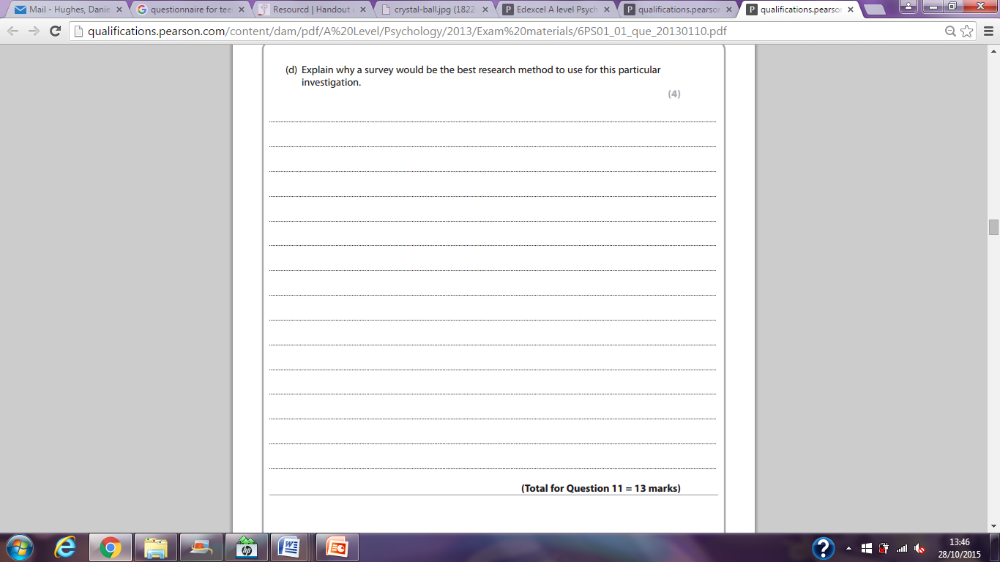 Mail - Hughes, Danie
questionnaire for tee
Resourcd | Handout
crystal-ball.jpg (1822
Edexcel A level Psych
qualifications.pearson
qualifications.pearso
qualifications.pearson.com/content/dam/pdf/A%20Level/Psychology/2013/Exam%20materials/6PS01_01_que_20130110.pdf
(d) Explain why a survey would be the best research method to use for this particular
investigation.
(4)
(Total for Question 11 = 13 marks)
13:46
28/10/2015